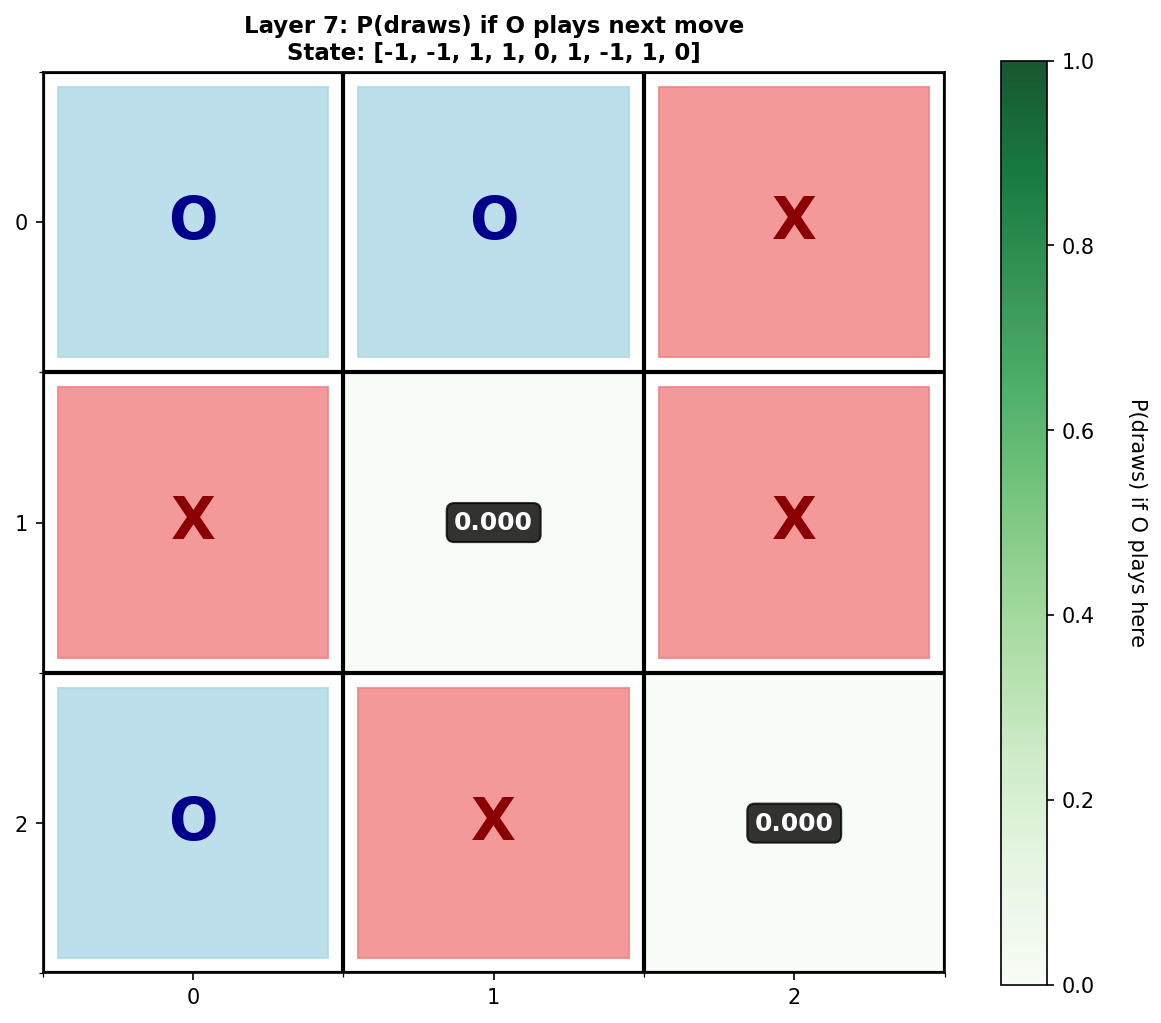 Layer 7: P(draws) if O plays next move
State: [-1, -1, 1, 1, 0, 1, -1, 1, 0]
O O X
X 0.000 X
O X 0.000
0
1
2
0 1 2
1.0
0.8
0.6
0.4
0.2
0.0
P(draws) if O plays here